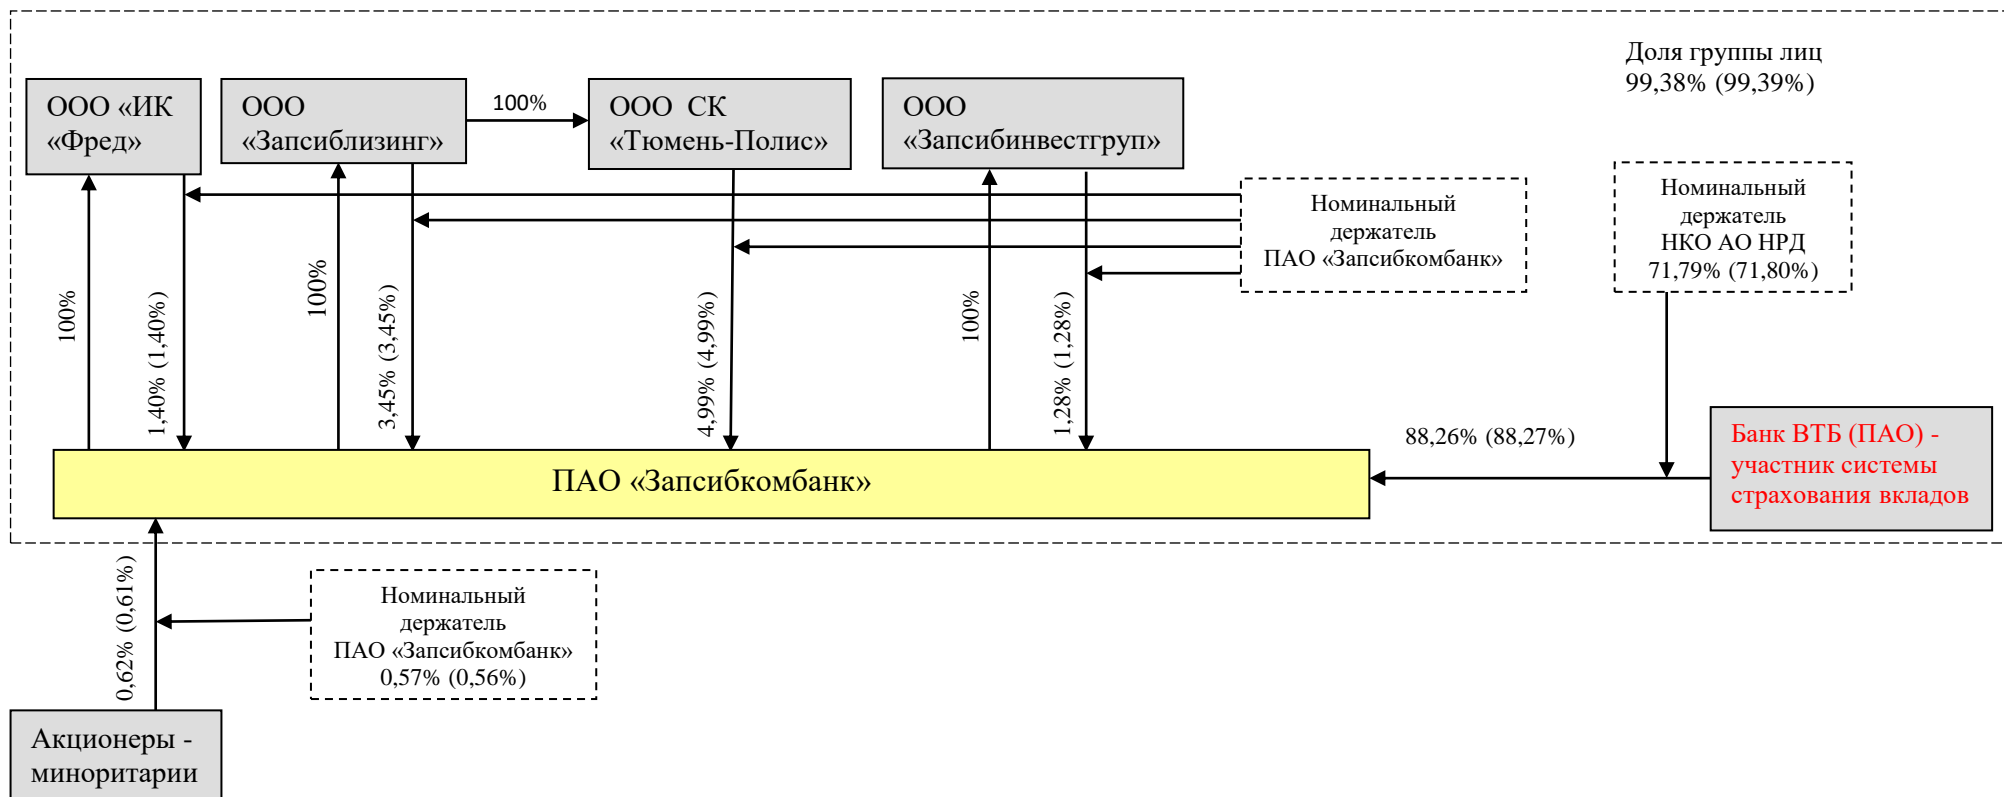 Доля группы лиц
99,38% (99,39%)
ООО «ИК
«Фред»
ООО
«Запсиблизинг»
100%
ООО  СК
«Тюмень-Полис»
ООО
«Запсибинвестгруп»
Номинальный
держатель
ПАО «Запсибкомбанк»
Номинальный
держатель
НКО АО НРД
71,79% (71,80%)
100%
1,40% (1,40%)
100%
3,45% (3,45%)
4,99% (4,99%)
100%
1,28% (1,28%)
88,26% (88,27%)
Банк ВТБ (ПАО) -
участник системы
страхования вкладов
ПАО «Запсибкомбанк»
0,62% (0,61%)
Номинальный
держатель
ПАО «Запсибкомбанк»
0,57% (0,56%)
Акционеры -
миноритарии